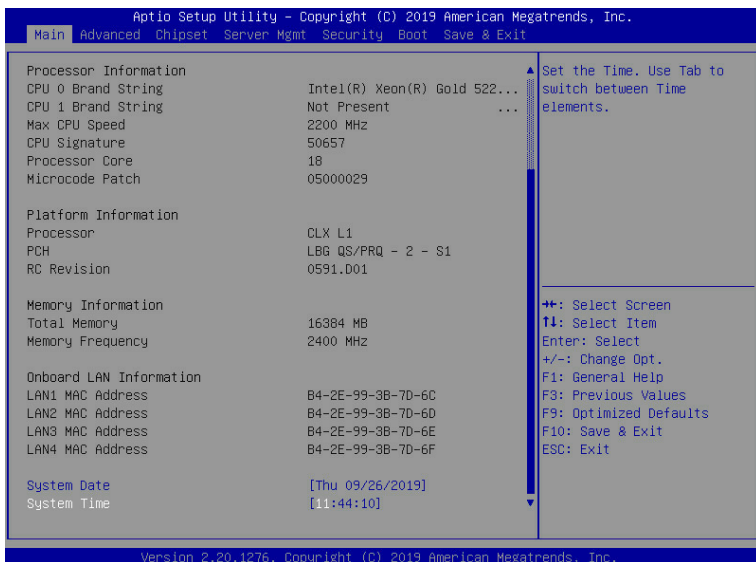 Aptio Setup Utility – Copyright (C) 2019 American Megatrends, Inc.
Main Advanced Chipset Server Mgmt Security Boot Save & Exit
Processor Information
CPU 0 Brand String Intel(R) Xeon(R) Gold 522...
CPU 1 Brand String Not Present ...
Max CPU Speed 2200 MHz
CPU Signature 50657
Processor Core 18
Microcode Patch 05000029
Platform Information
Processor CLX L1
PCH LBG QS/PRQ - 2 - S1
RC Revision 0591.D01
Memory Information
Total Memory 16384 MB
Memory Frequency 2400 MHz
Onboard LAN Information
LAN1 MAC Address B4-2E-99-3B-7D-6C
LAN2 MAC Address B4-2E-99-3B-7D-6D
LAN3 MAC Address B4-2E-99-3B-7D-6E
LAN4 MAC Address B4-2E-99-3B-7D-6F
System Date [Thu 09/26/2019]
System Time [11:44:10]
Set the Time. Use Tab to
switch between Time
elements.
→←: Select Screen
↑↓: Select Item
Enter: Select
+/-: Change Opt.
F1: General Help
F3: Previous Values
F9: Optimized Defaults
F10: Save & Exit
ESC: Exit
Version 2.20.1276. Copyright (C) 2019 American Megatrends, Inc.